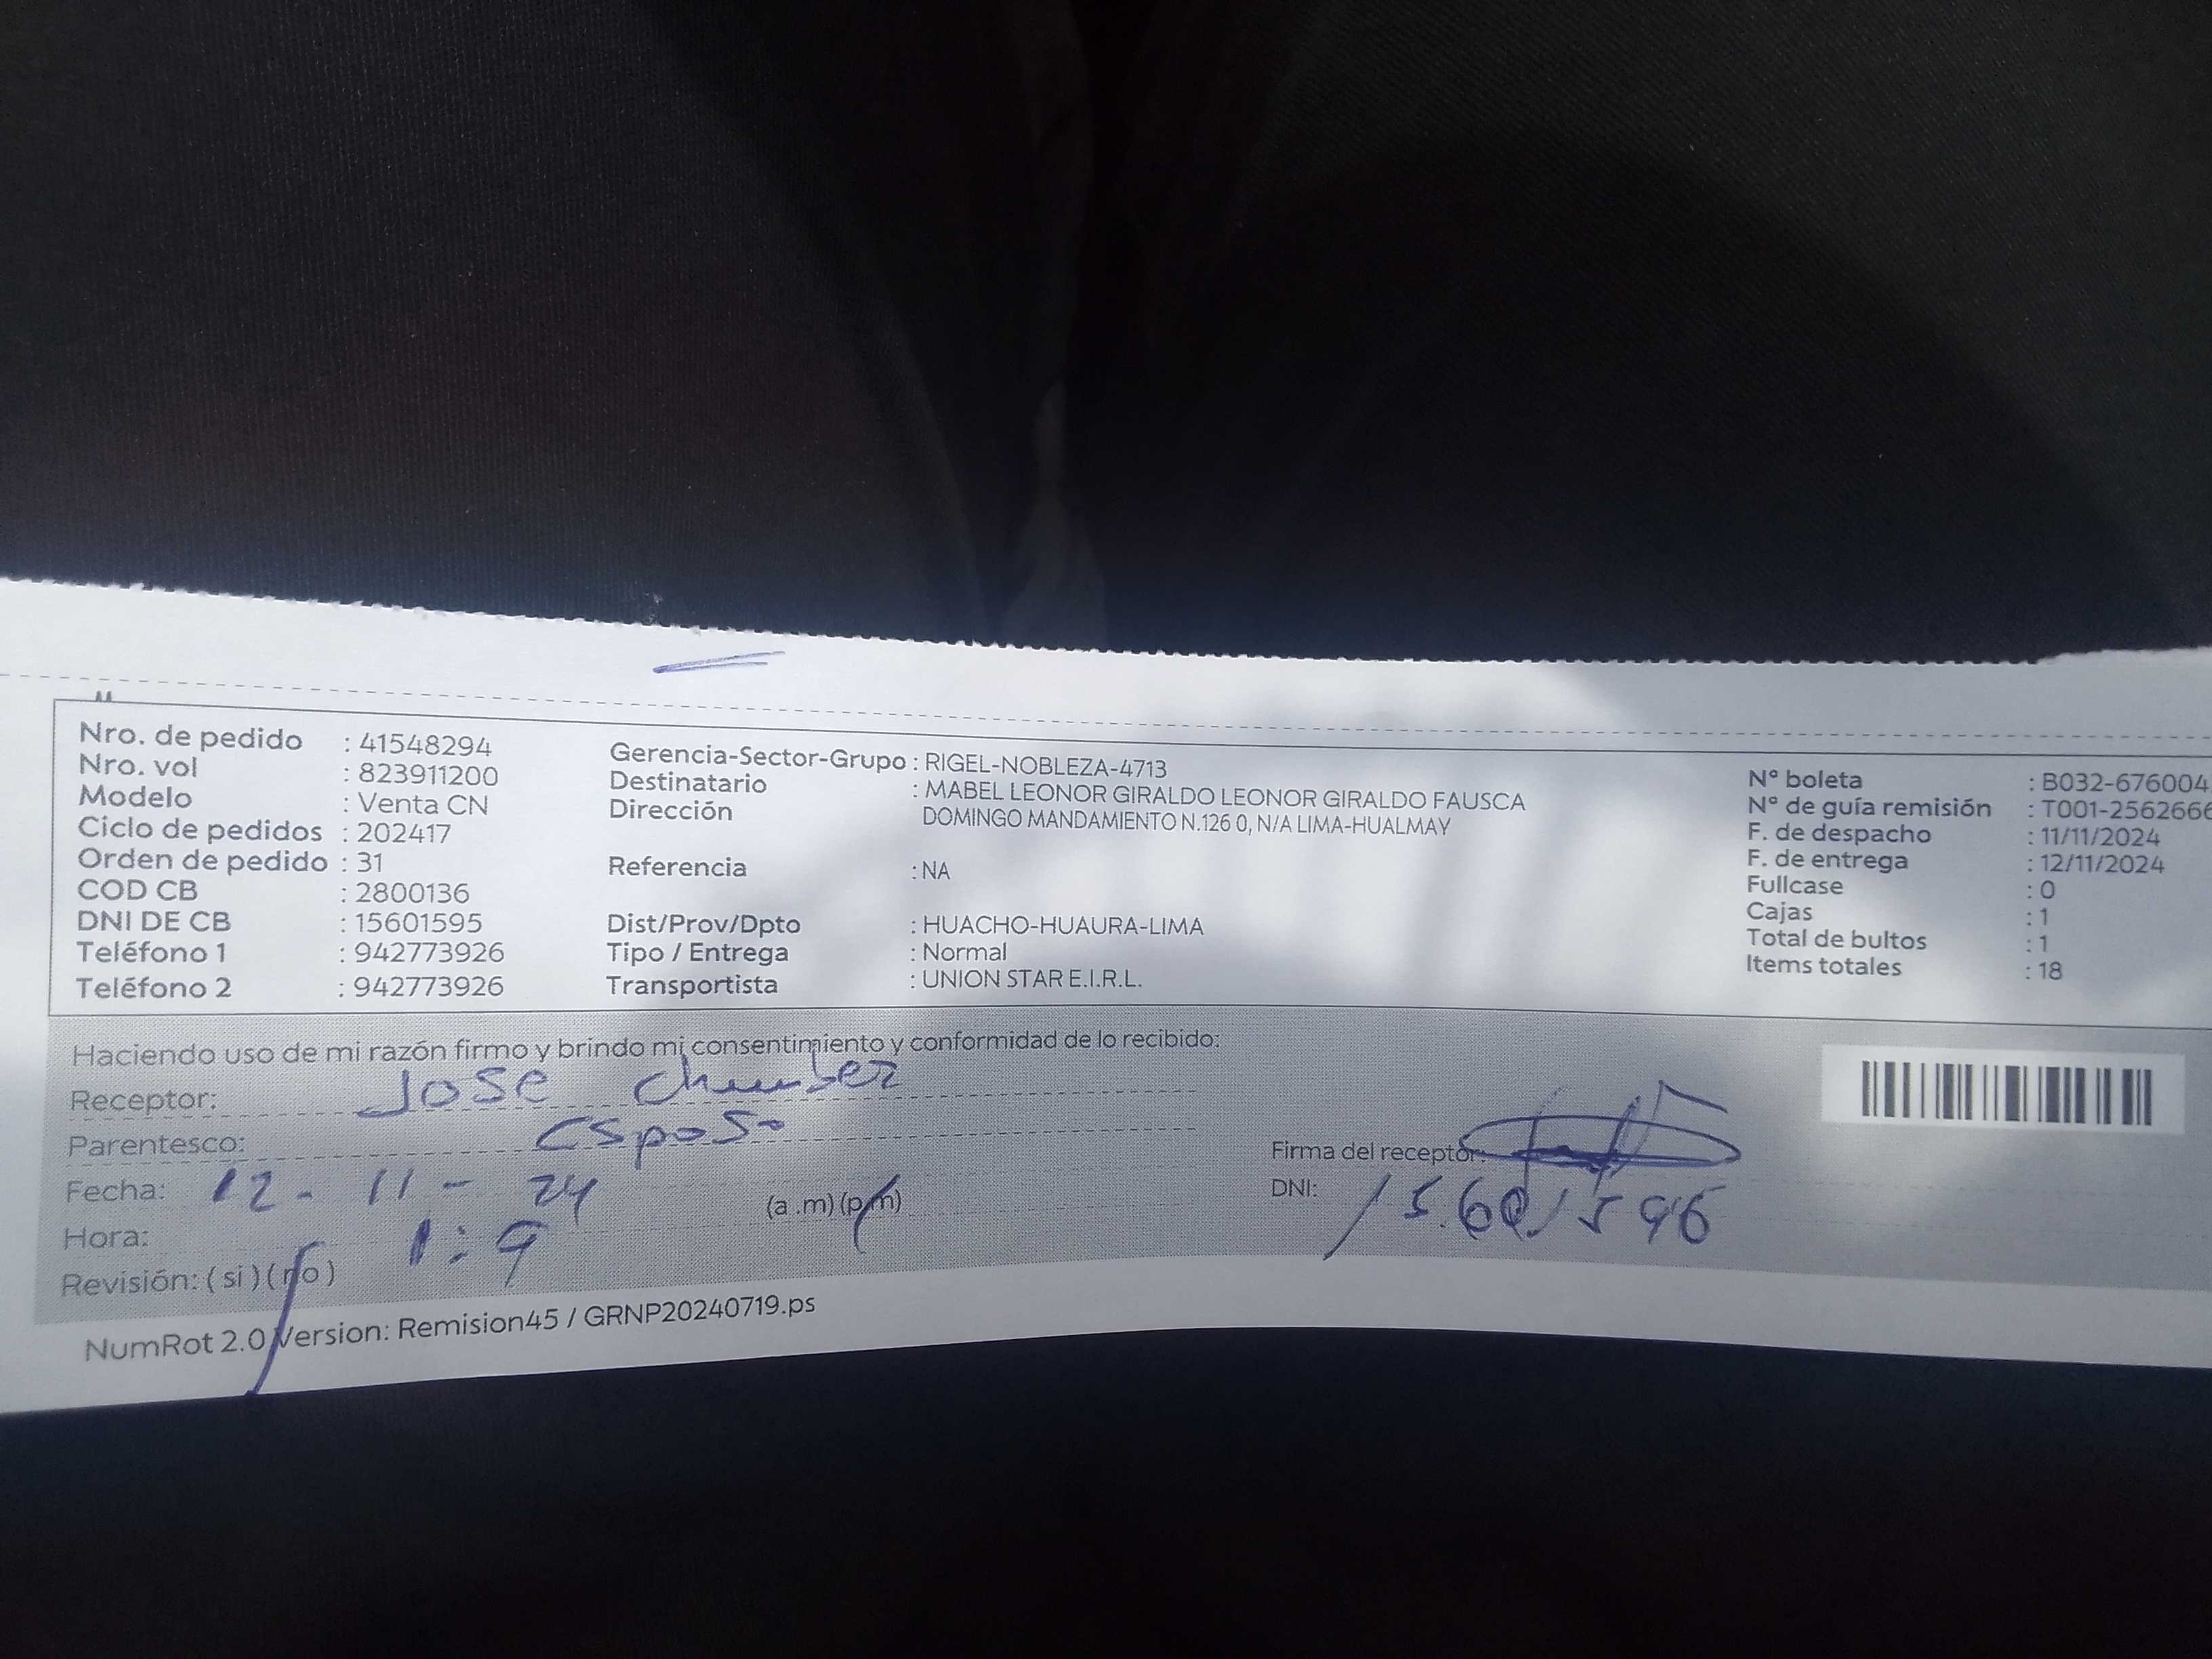 Nro. de pedido : 41548294
Nro. vol : 823911200
Modelo : Venta CN
Ciclo de pedidos : 202417
Orden de pedido : 31
COD CB : 2800136
DNI DE CB : 15601595
Teléfono 1 : 942773926
Teléfono 2 : 942773926
Gerencia-Sector-Grupo : RIGEL-NOBLEZA-4713
Destinatario : MABEL LEONOR GIRALDO LEONOR GIRALDO FAUSCA
Dirección DOMINGO MANDAMIENTO N.126 0, N/A LIMA-HUALMAY
Referencia : NA
Dist/Prov/Dpto : HUACHO-HUAURA-LIMA
Tipo / Entrega : Normal
Transportista : UNION STAR E.I.R.L.
N° boleta : B032-676004
N° de guía remisión : T001-2562666
F. de despacho : 11/11/2024
F. de entrega : 12/11/2024
Fullcase : 0
Cajas : 1
Total de bultos : 1
Items totales : 18
Haciendo uso de mi razón firmo y brindo mi consentimiento y conformidad de lo recibido:
Receptor: Jose
Parentesco: Esposo
Fecha: 12 - 11 - 24 (a .m) (p.m)
Hora: 1:9
Revisión: ( si ) ( no )
Firma del receptor:
DNI: 15601596
NumRot 2.0 Version: Remision45 / GRNP20240719.ps